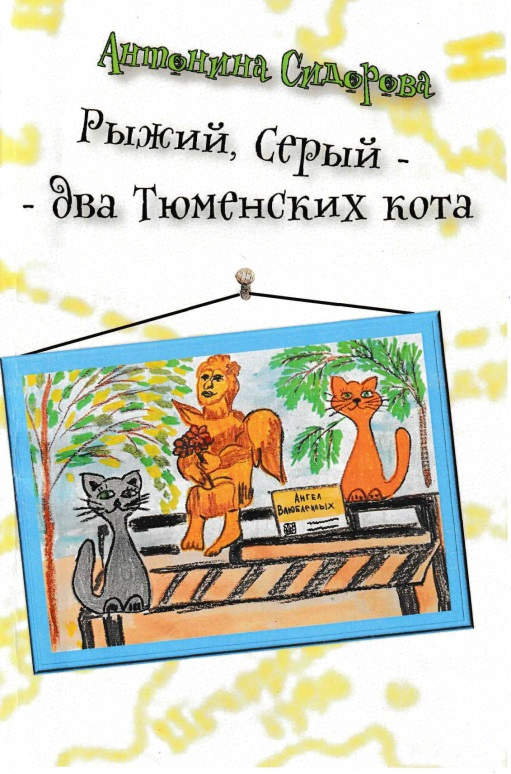 Антонина Сидорова
Рыжий, Серый -
- два Тюменских кота
Ангел
Влюбленных